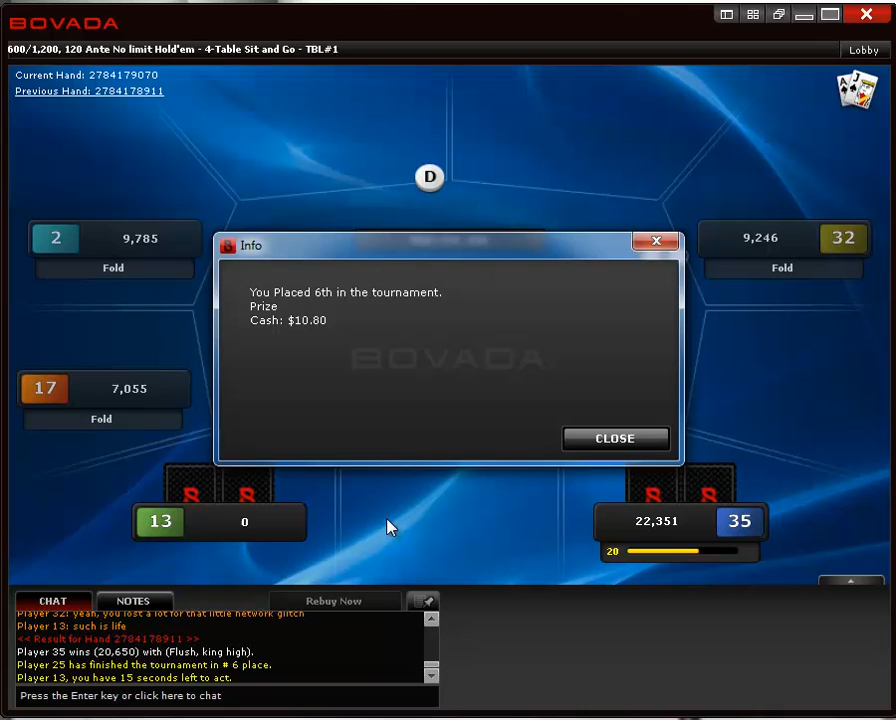 BOVADA
600/1,200, 120 Ante No limit Hold'em - 4-Table Sit and Go - TBL#1
Lobby
Current Hand: 2784179070
Previous Hand: 2784178911
A J
D
2 9,785
Fold
9,246 32
Fold
Info
You Placed 6th in the tournament.
Prize
Cash: $10.80
BOVADA
CLOSE
17 7,055
Fold
13 0
22,351 35
20
CHAT NOTES Rebuy Now
Player 32: yeah, you lost a lot for that little network glitch
Player 13: such is life
<< Result for Hand 2784178911 >>
Player 35 wins (20,650) with (Flush, king high).
Player 25 has finished the tournament in # 6 place.
Player 13, you have 15 seconds left to act.
Press the Enter key or click here to chat